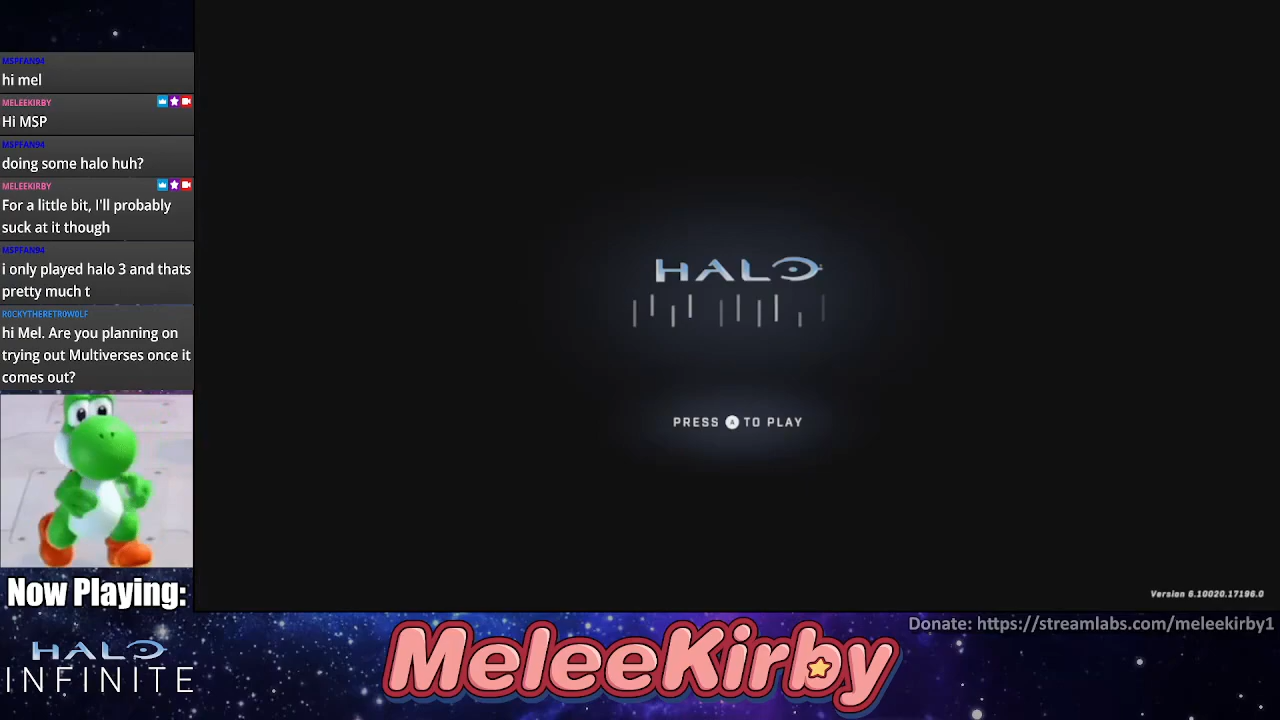 MSPFAN94
hi mel
MELEEKIRBY
Hi MSP
MSPFAN94
doing some halo huh?
MELEEKIRBY
For a little bit, I'll probably
suck at it though
MSPFAN94
i only played halo 3 and thats
pretty much t
R0CKYTHERETR0W0LF
hi Mel. Are you planning on
trying out Multiverses once it
comes out?
Now Playing:
HALO
INFINITE
HALO
PRESS A TO PLAY
Version 6.10020.17196.0
Donate: https://streamlabs.com/meleekirby1
MeleeKirby